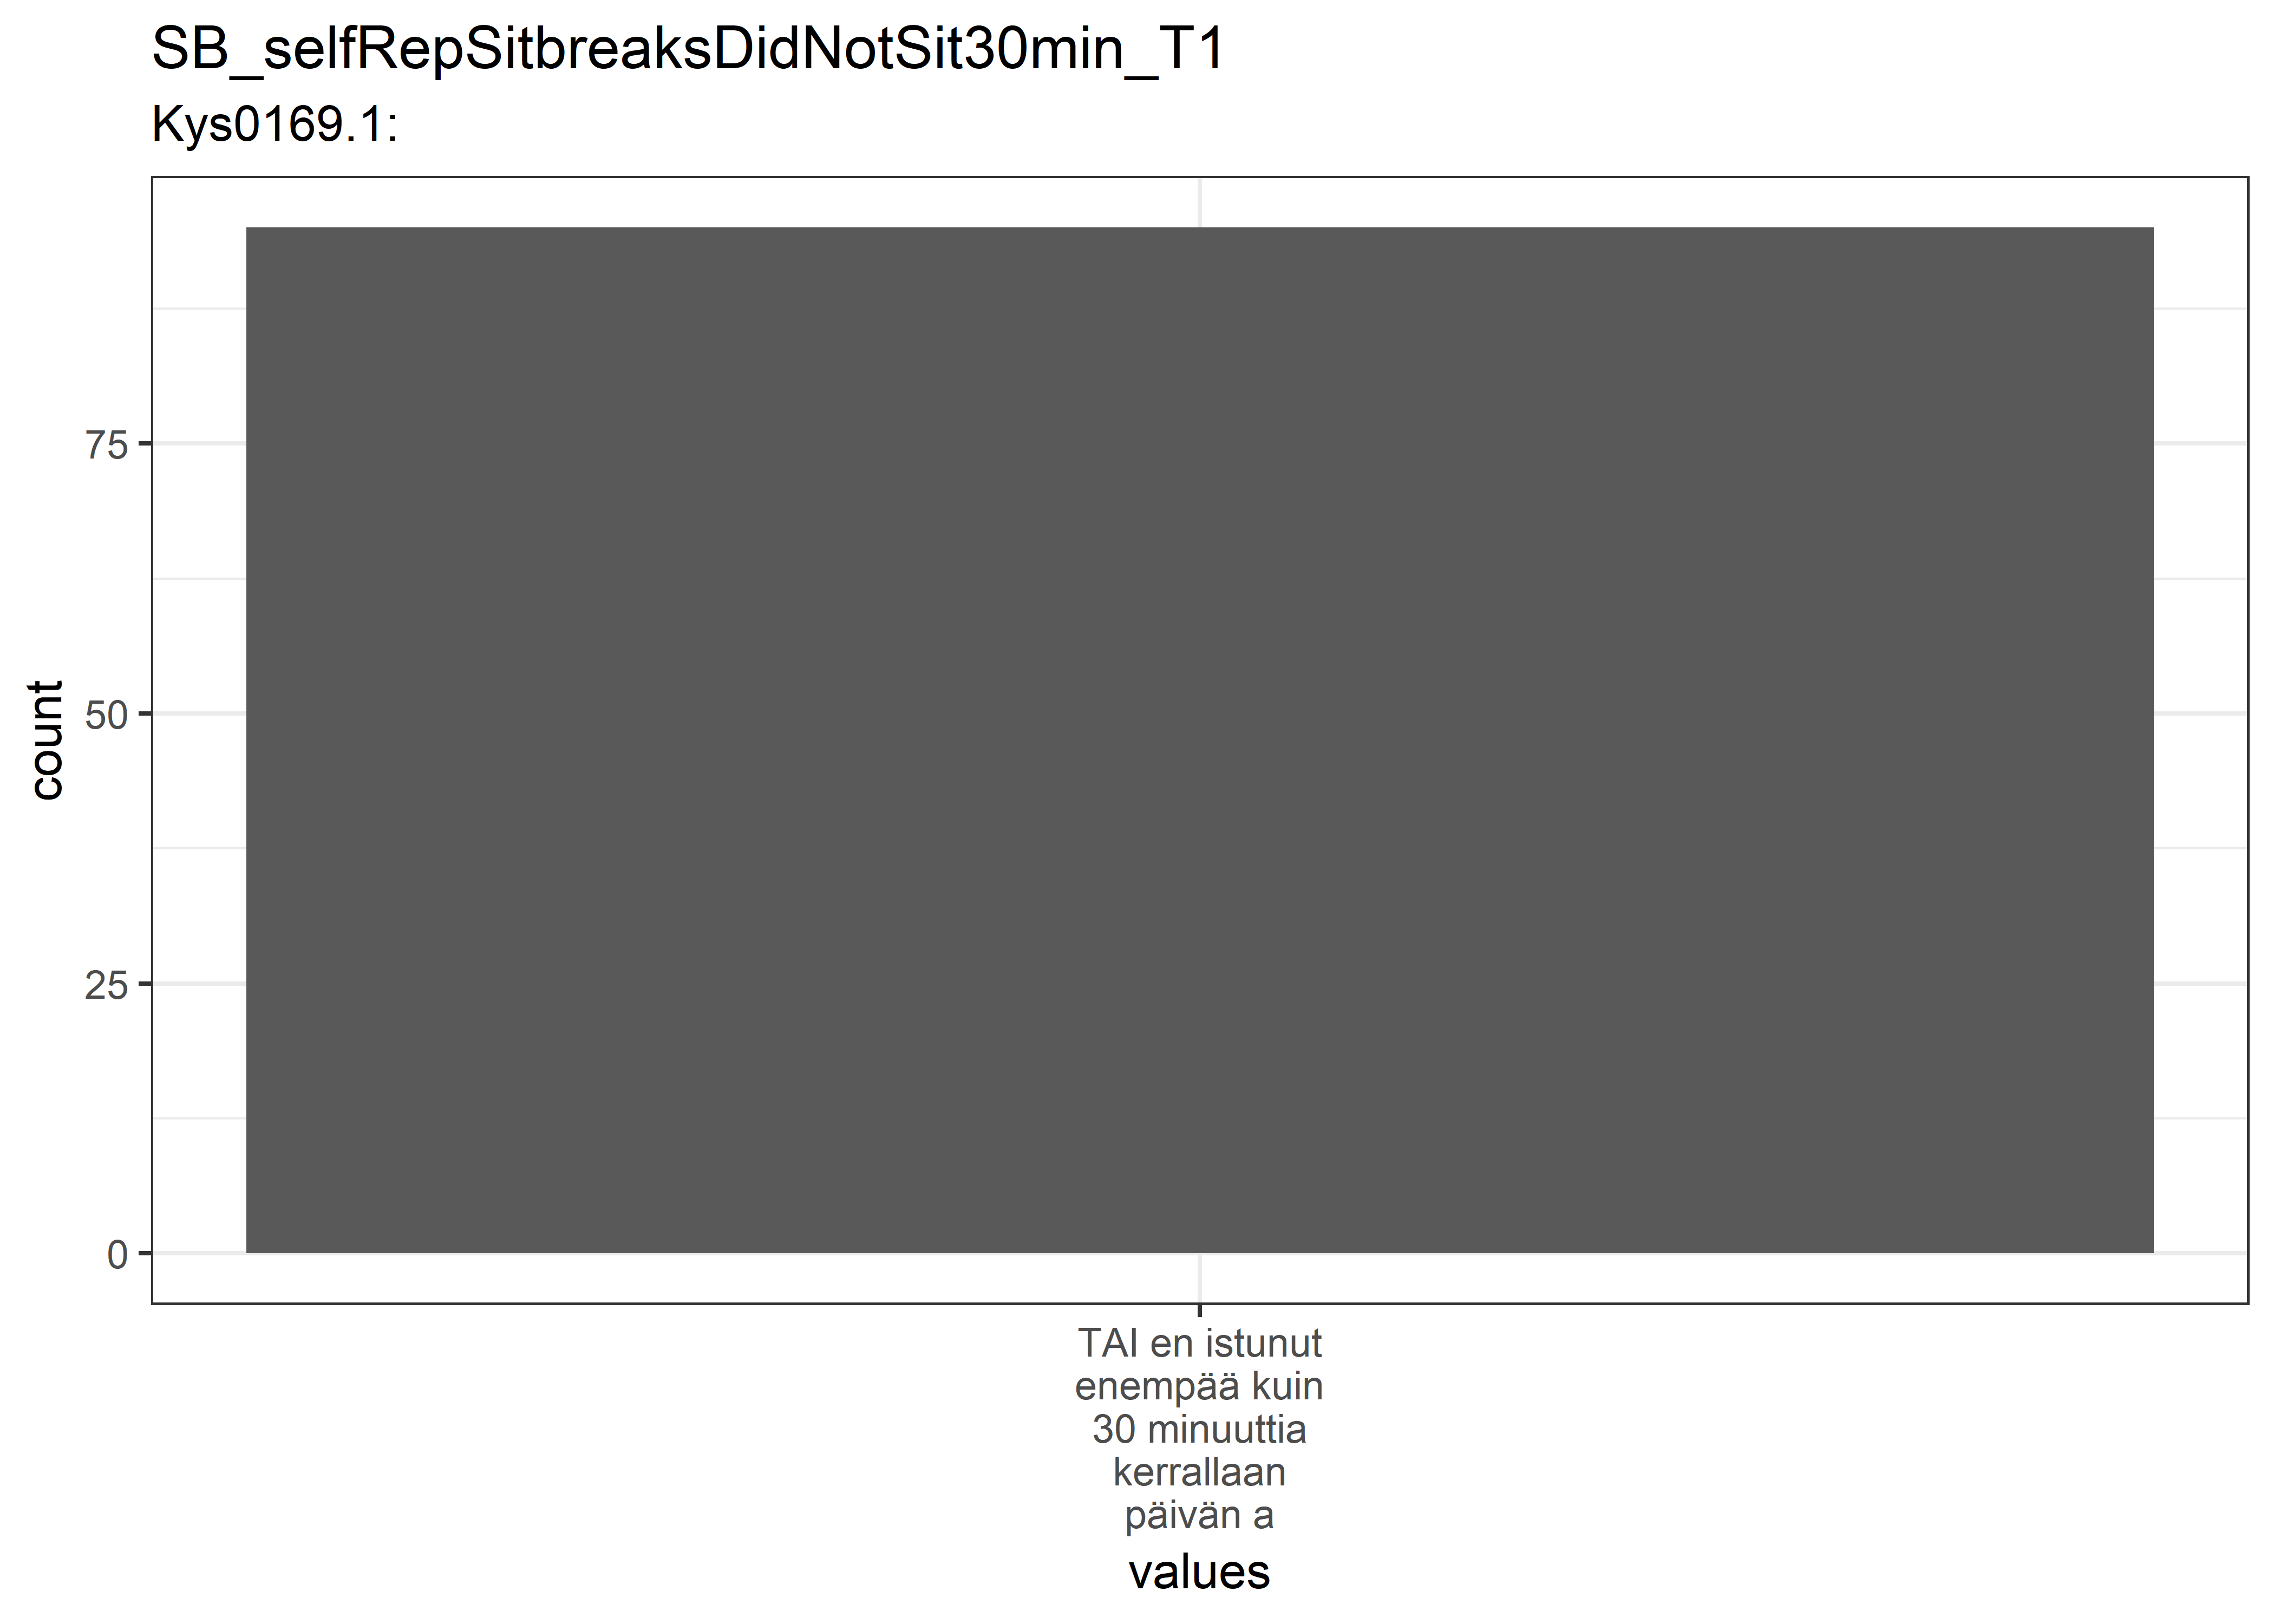 SB_selfRepSitbreaksDidNotSit30min_T1
Kys0169.1:
75
50
25
0
count
TAI en istunut
enempää kuin
30 minuuttia
kerrallaan
päivän a
values